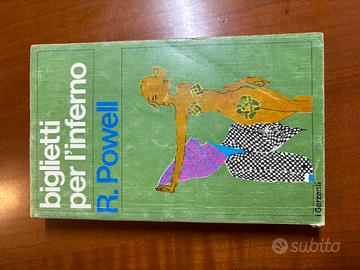 biglietti
per l'inferno
R. Powell
i Garzanti
subito